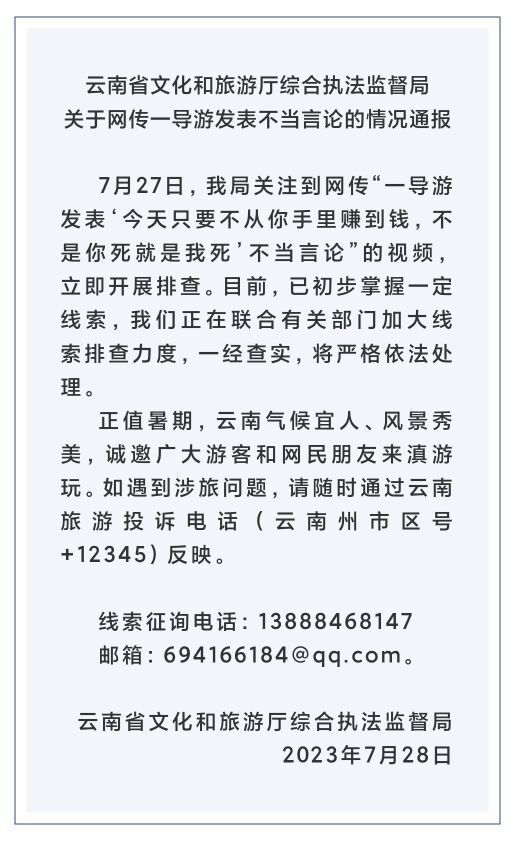 云南省文化和旅游厅综合执法监督局
关于网传一导游发表不当言论的情况通报
7月27日，我局关注到网传“一导游
发表‘今天只要不从你手里赚到钱，不
是你死就是我死’不当言论”的视频，
立即开展排查。目前，已初步掌握一定
线索，我们正在联合有关部门加大线
索排查力度，一经查实，将严格依法处
理。
正值暑期，云南气候宜人、风景秀
美，诚邀广大游客和网民朋友来滇游
玩。如遇到涉旅问题，请随时通过云南
旅游投诉电话（云南州市区号
+12345）反映。
线索征询电话：13888468147
邮箱：694166184@qq.com。
云南省文化和旅游厅综合执法监督局
2023年7月28日